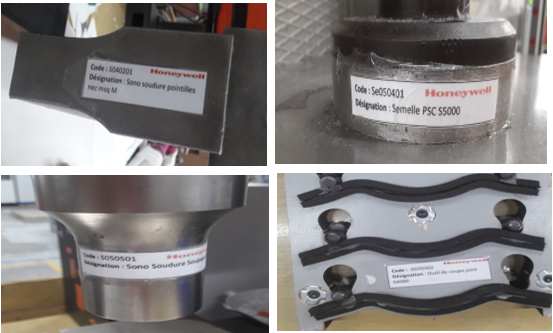 Code : S040201 Honeywell
Désignation : Sono soudure pointilles
nez msq M
Code : Se050401 Honeywell
Désignation : Semelle PSC S5000
Code : S050501
Désignation : Sono Soudure
Honeywell
Code :
Désignation : Outil de coupe